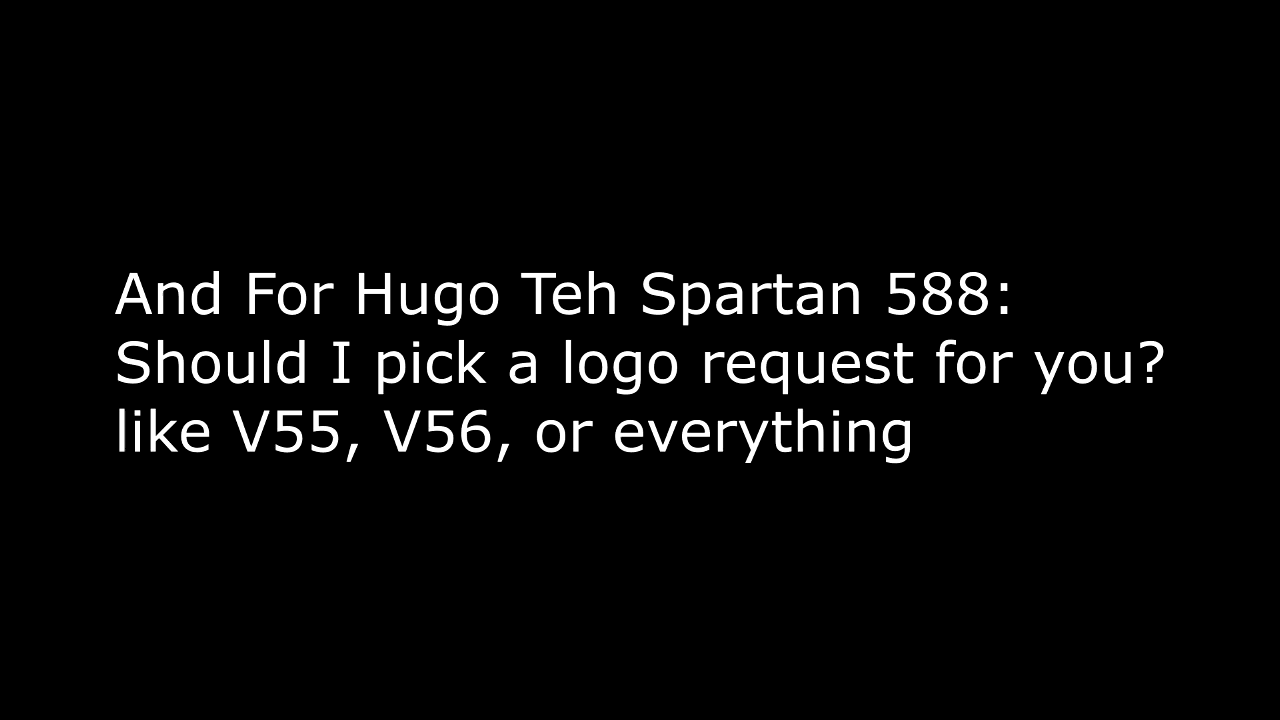 And For Hugo Teh Spartan 588:
Should I pick a logo request for you?
like V55, V56, or everything